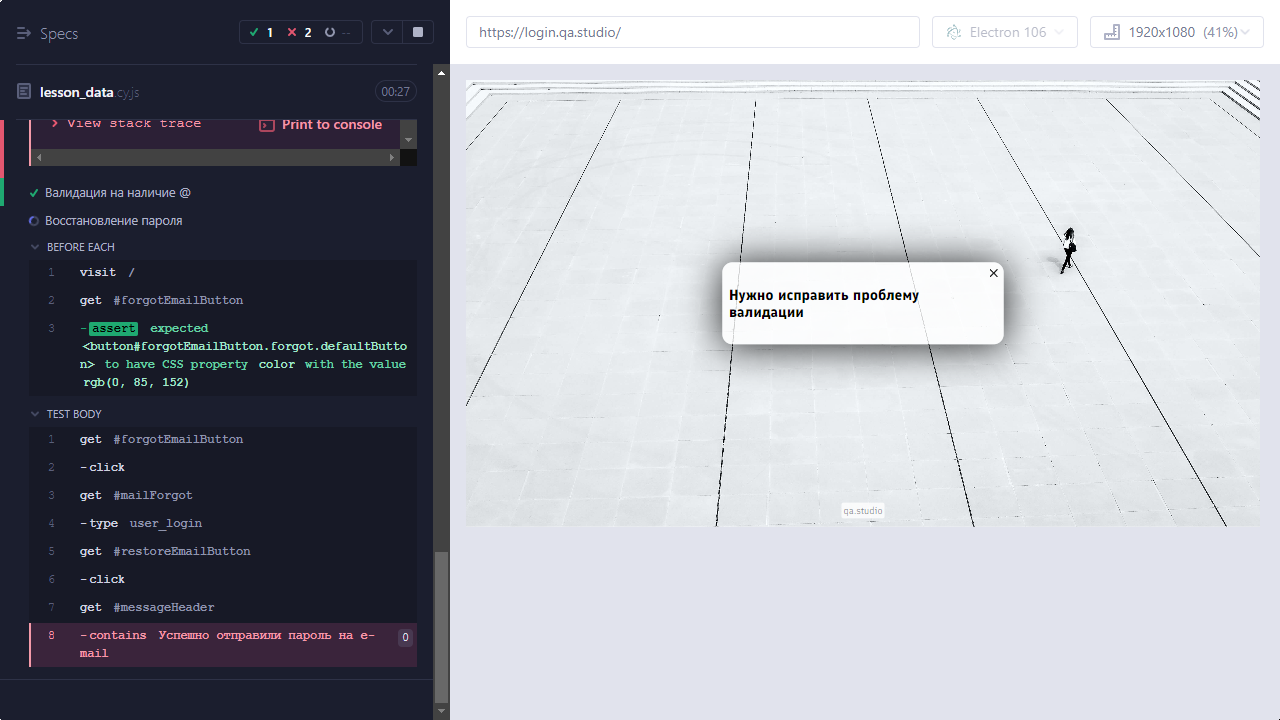 Specs
1 2 --
https://login.qa.studio/
Electron 106
1920x1080 (41%)
lesson_data cy.js
00:27
View stack trace
Print to console
Валидация на наличие @
Восстановление пароля
BEFORE EACH
1 visit /
2 get #forgotEmailButton
3 -assert expected
<button#forgotEmailButton.forgot.defaultButto
n> to have CSS property color with the value
rgb(0, 85, 152)
TEST BODY
1 get #forgotEmailButton
2 -click
3 get #mailForgot
4 -type user_login
5 get #restoreEmailButton
6 -click
7 get #messageHeader
8 -contains Успешно отправили пароль на e-
mail
0
Нужно исправить проблему
валидации
qa.studio